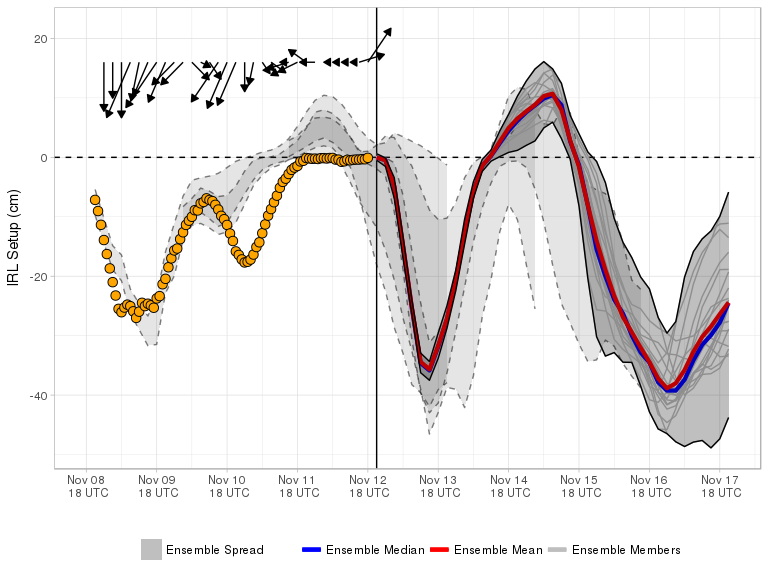 IRL Setup (cm)
20
0
-20
-40
Nov 08 Nov 09 Nov 10 Nov 11 Nov 12 Nov 13 Nov 14 Nov 15 Nov 16 Nov 17
18 UTC 18 UTC 18 UTC 18 UTC 18 UTC 18 UTC 18 UTC 18 UTC 18 UTC 18 UTC
Ensemble Spread Ensemble Median Ensemble Mean Ensemble Members